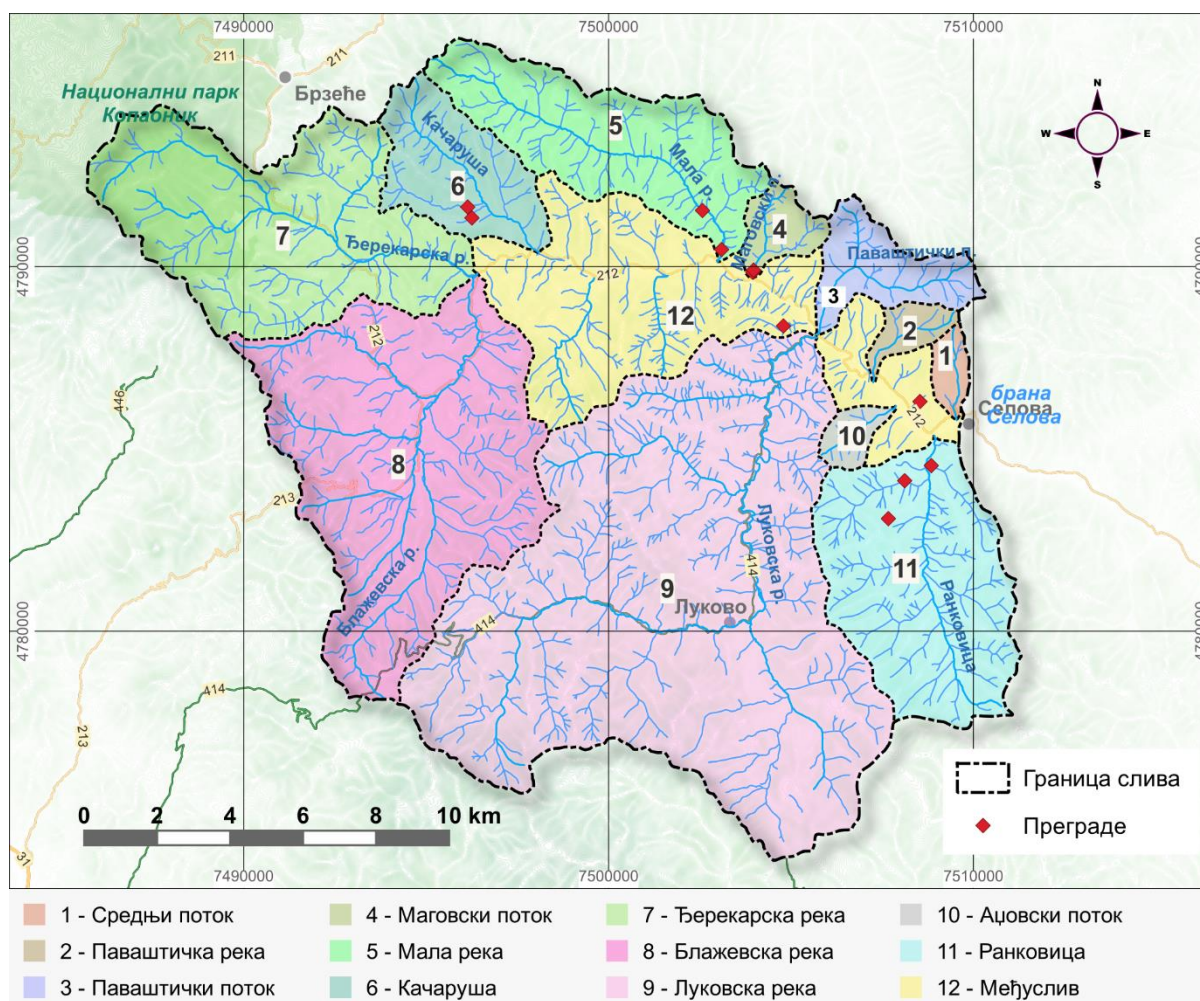 7490000
7500000
7510000
211
211
Национални парк
Копаоник
Брзеће
N
W
E
S
5
Качаруша
6
Мала р.
Маговски п.
4
7
Ђерекарска р.
Паваштички п.
4790000
4790000
212
3
12
2
1
212
брана
Селова
Селова
446
10
212
8
213
11
Луковска р.
414
9
Луково
Блажевска р.
Ранковица
4780000
4780000
414
414
213
Граница слива
0 2 4 6 8 10 km
Преграде
31
7490000
7500000
7510000
1 - Средњи поток
4 - Маговски поток
7 - Ђерекарска река
10 - Аџовски поток
2 - Паваштичка река
5 - Мала река
8 - Блажевска река
11 - Ранковица
3 - Паваштички поток
6 - Качаруша
9 - Луковска река
12 - Међуслив